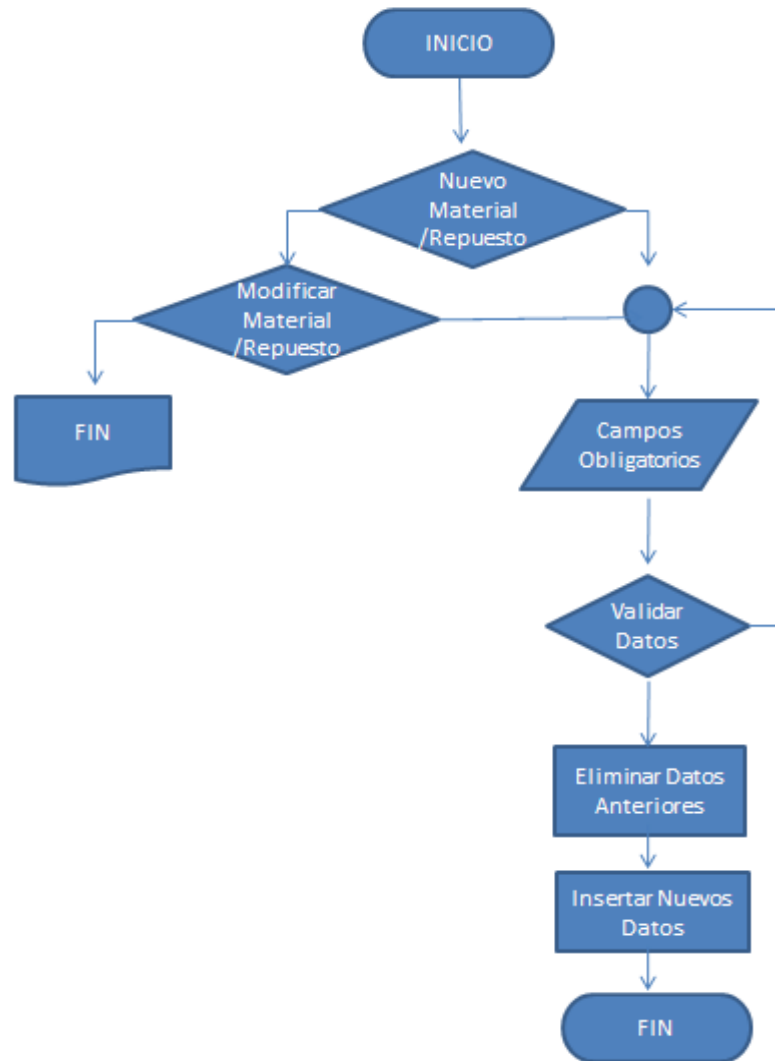 INICIO
Nuevo
Material
/Repuesto
Modificar
Material
/Repuesto
FIN
Campos
Obligatorios
Validar
Datos
Eliminar Datos
Anteriores
Insertar Nuevos
Datos
FIN